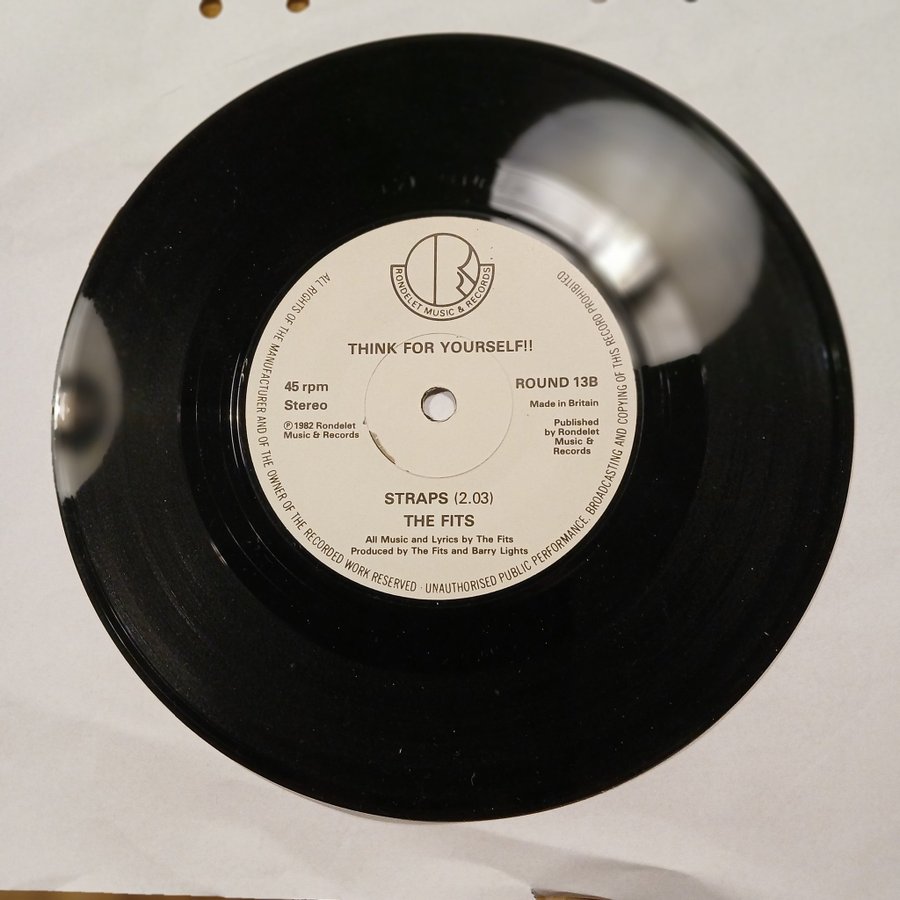 R
RONDELET MUSIC & RECORDS
THINK FOR YOURSELF!!
45 rpm
Stereo
℗ 1982 Rondelet
Music & Records
ROUND 13B
Made in Britain
Published
by Rondelet
Music &
Records
STRAPS (2.03)
THE FITS
All Music and Lyrics by The Fits
Produced by The Fits and Barry Lights
ALL RIGHTS OF THE MANUFACTURER AND OF THE OWNER OF THE RECORDED WORK RESERVED · UNAUTHORISED PUBLIC PERFORMANCE. BROADCASTING AND COPYING OF THIS RECORD PROHIBITED